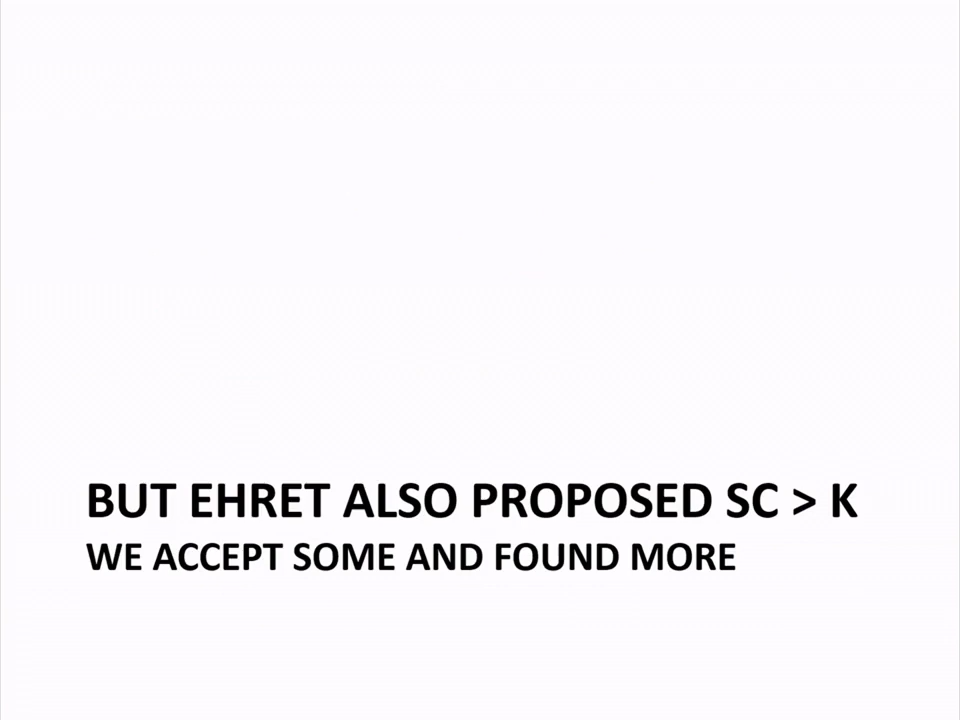 BUT EHRET ALSO PROPOSED SC > K
WE ACCEPT SOME AND FOUND MORE